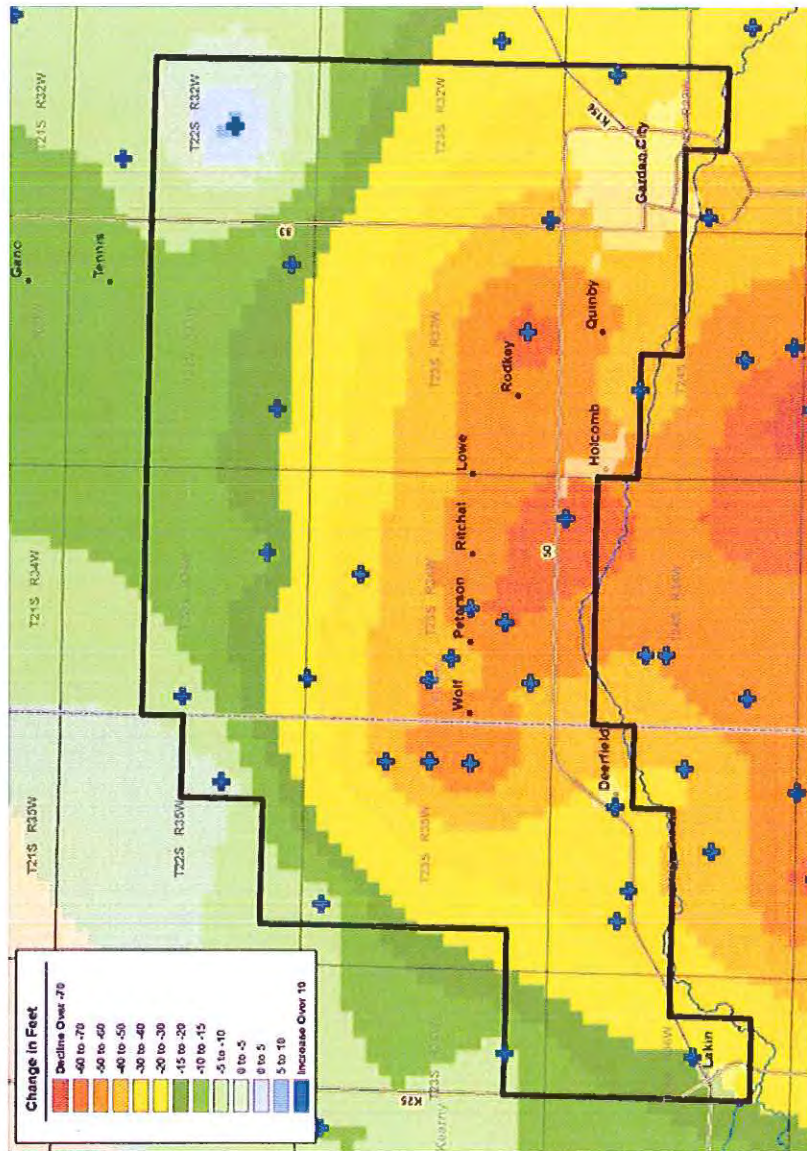 Change in Feet
Decline Over -70
-60 to -70
-50 to -60
-40 to -50
-30 to -40
-20 to -30
-15 to -20
-10 to -15
-5 to -10
0 to -5
0 to 5
5 to 10
Increase Over 10
T21S R35W
T21S R34W
T21S R32W
Gano
Tennis
T22S R35W
T22S R32W
83
T23S R35W
T23S R34W
T23S R32W
Kearny T23S
K25
Wolf
Peterson
Ritchal
Lowe
Rodkey
50
K156
Lakin
Deerfield
Holcomb
Quinby
Garden City
T24S